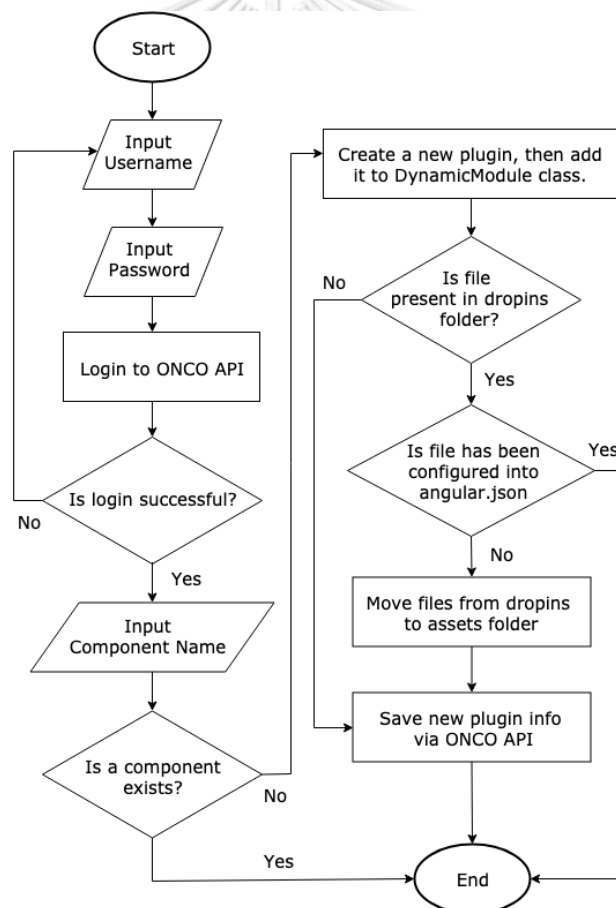 Start
Input
Username
Input
Password
Login to ONCO API
Is login successful?
No
Yes
Input
Component Name
Is a component
exists?
No
Yes
Create a new plugin, then add
it to DynamicModule class.
Is file
present in dropins
folder?
No
Yes
Is file has been
configured into
angular.json
Yes
No
Move files from dropins
to assets folder
Save new plugin info
via ONCO API
End